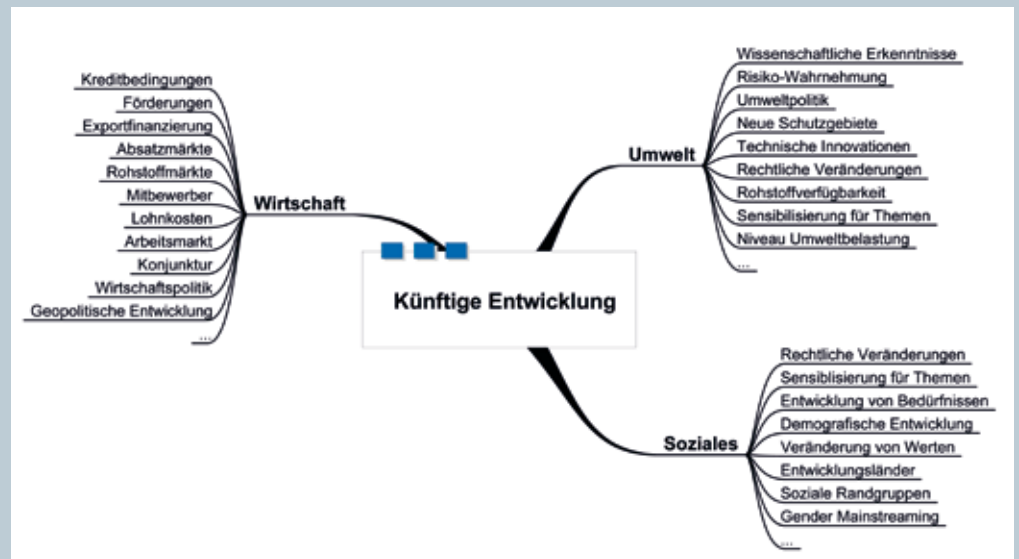 Künftige Entwicklung
Wirtschaft
Kreditbedingungen
Förderungen
Exportfinanzierung
Absatzmärkte
Rohstoffmärkte
Mitbewerber
Lohnkosten
Arbeitsmarkt
Konjunktur
Wirtschaftspolitik
Geopolitische Entwicklung
...
Umwelt
Wissenschaftliche Erkenntnisse
Risiko-Wahrnehmung
Umweltpolitik
Neue Schutzgebiete
Technische Innovationen
Rechtliche Veränderungen
Rohstoffverfügbarkeit
Sensibilisierung für Themen
Niveau Umweltbelastung
...
Soziales
Rechtliche Veränderungen
Sensiblisierung für Themen
Entwicklung von Bedürfnissen
Demografische Entwicklung
Veränderung von Werten
Entwicklungsländer
Soziale Randgruppen
Gender Mainstreaming
...